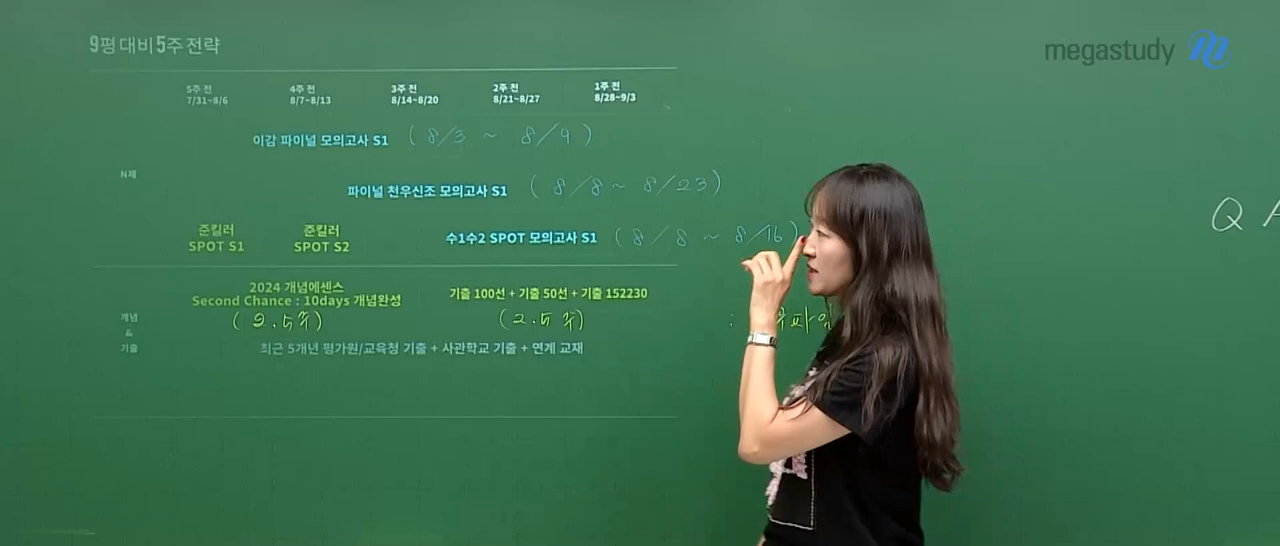 9평 대비 5주 전략
megastudy
5주 전 4주 전 3주 전 2주 전 1주 전
7/31~8/6 8/7~8/13 8/14~8/20 8/21~8/27 8/28~9/3
이감 파이널 모의고사 S1 (8/3 ~ 8/9)
N제
파이널 천우신조 모의고사 S1 (8/8 ~ 8/23)
준킬러 준킬러
SPOT S1 SPOT S2 수1수2 SPOT 모의고사 S1 (8/8 ~ 8/16)
Q
2024 개념에센스
Second Chance : 10days 개념완성 기출 100선 + 기출 50선 + 기출 152230
개념 (2.5주) (2.5주) :
&
기출 최근 5개년 평가원/교육청 기출 + 사관학교 기출 + 연계 교재